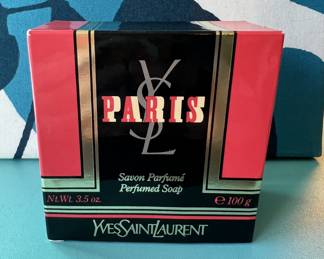 YSL
PARIS
Savon Parfumé
Perfumed Soap
Nt.Wt. 3.5 oz. ℮ 100 g
YVESSAINTLAURENT